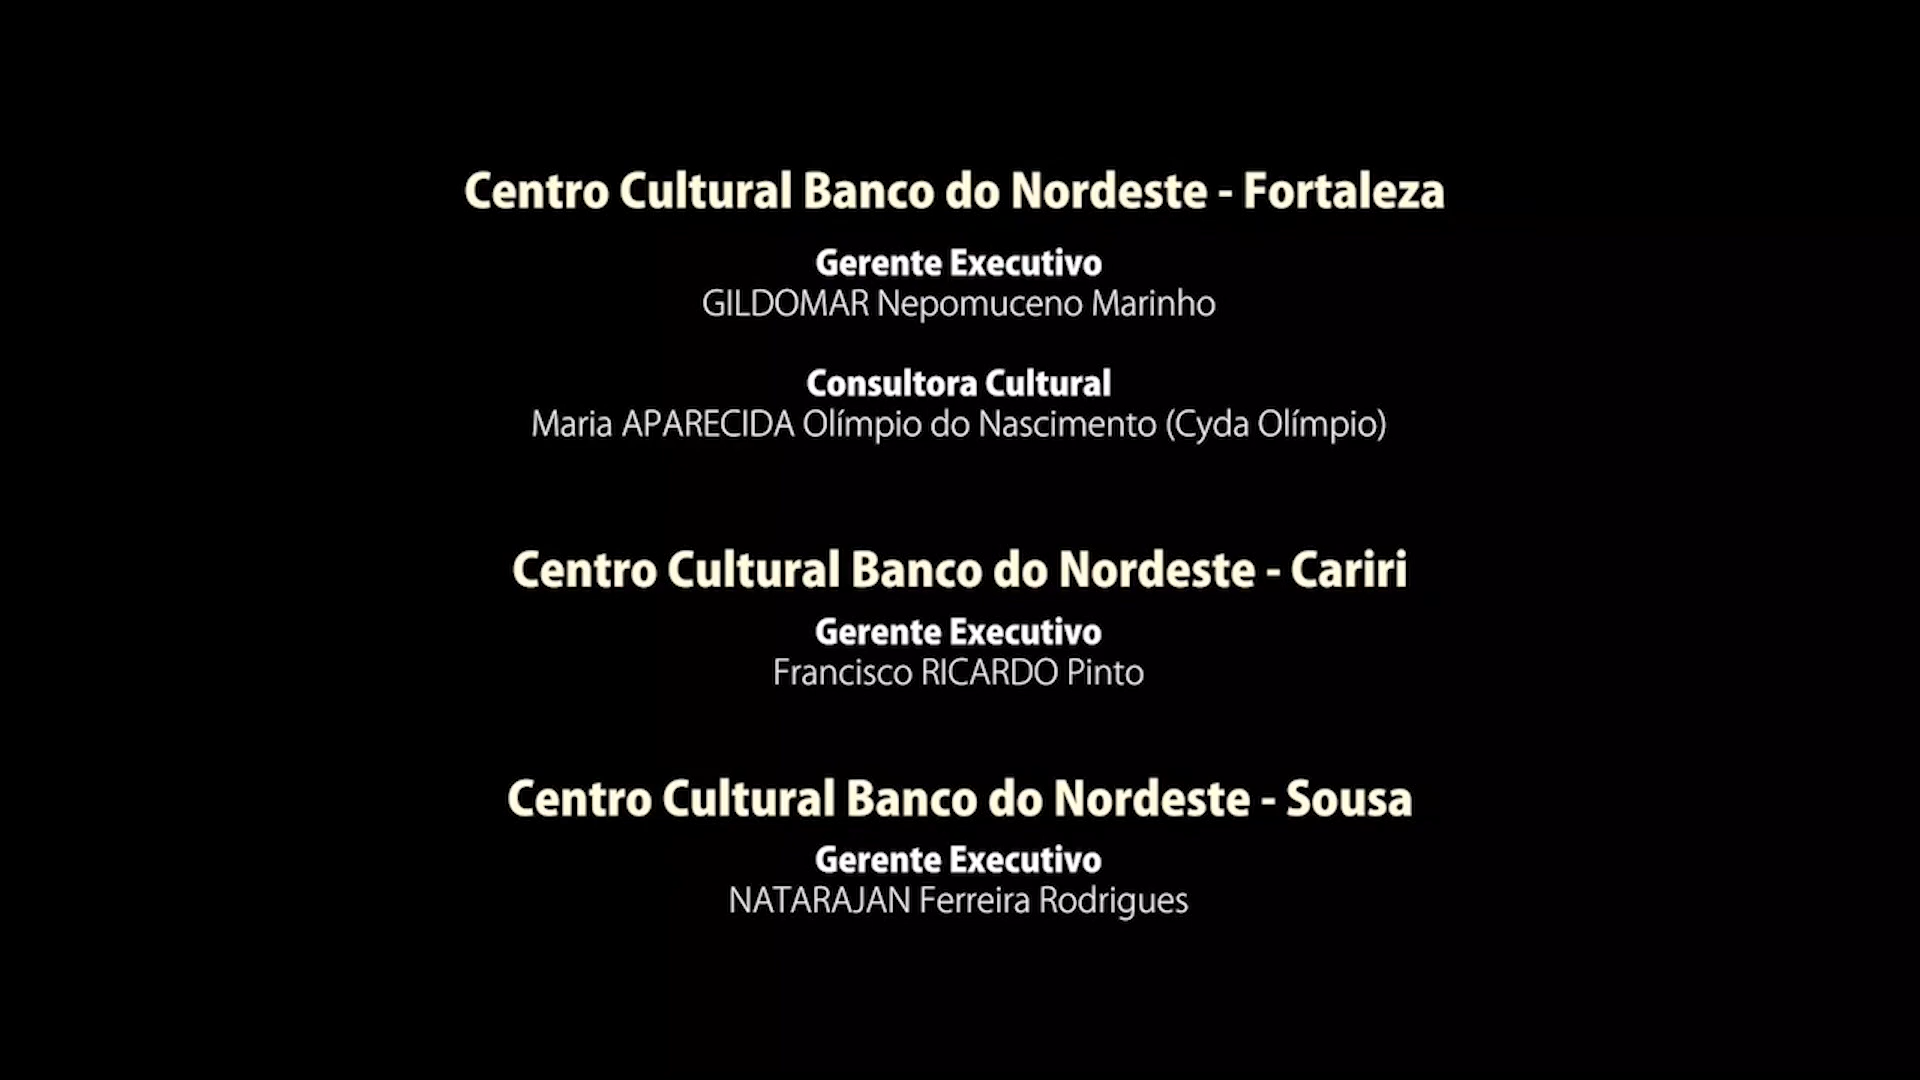 Centro Cultural Banco do Nordeste - Fortaleza
Gerente Executivo
GILDOMAR Nepomuceno Marinho
Consultora Cultural
Maria APARECIDA Olímpio do Nascimento (Cyda Olímpio)
Centro Cultural Banco do Nordeste - Cariri
Gerente Executivo
Francisco RICARDO Pinto
Centro Cultural Banco do Nordeste - Sousa
Gerente Executivo
NATARAJAN Ferreira Rodrigues